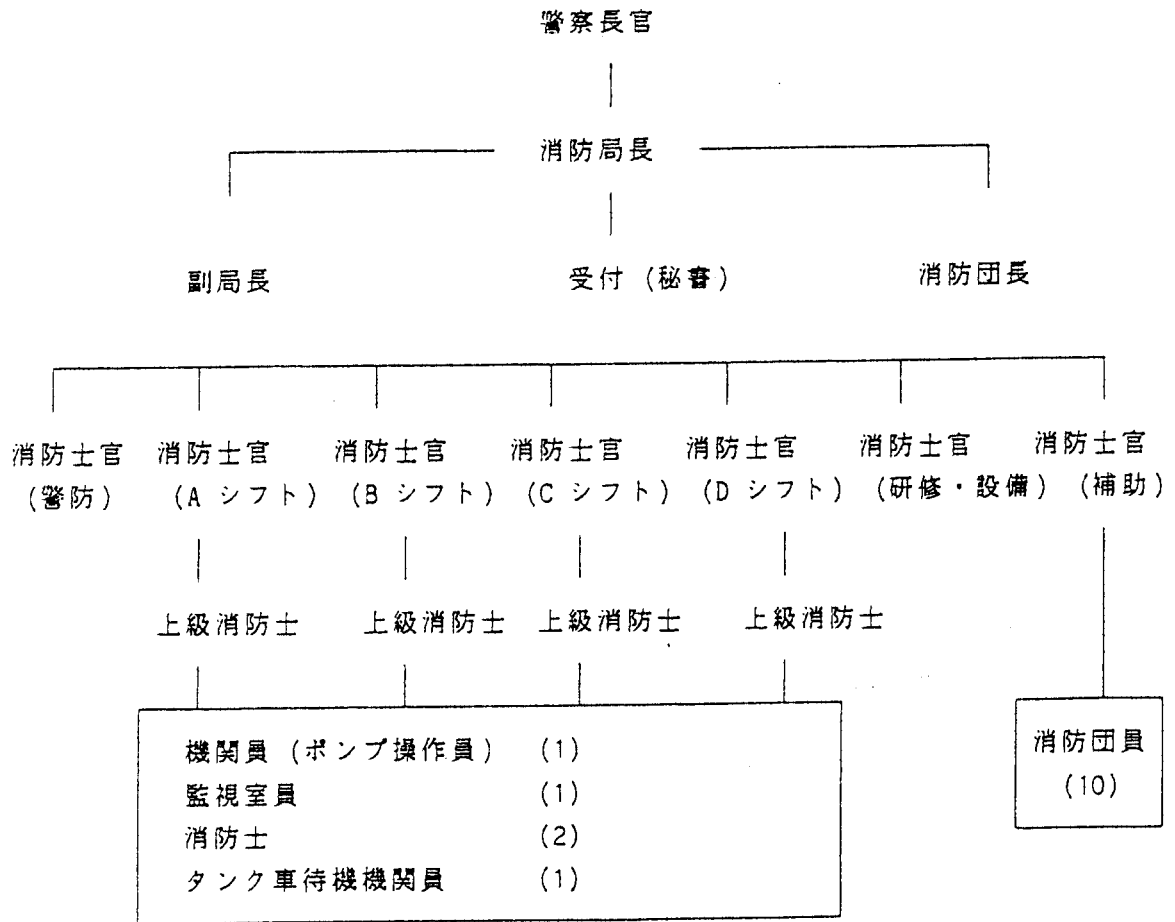 警察長官
消防局長
副局長 受付 (秘書) 消防団長
消防士官 消防士官 消防士官 消防士官 消防士官 消防士官 消防士官
(警防) (A シフト) (B シフト) (C シフト) (D シフト) (研修・設備) (補助)
上級消防士 上級消防士 上級消防士 上級消防士
機関員 (ポンプ操作員) (1)
監視室員 (1)
消防士 (2)
タンク車待機機関員 (1)
消防団員
(10)